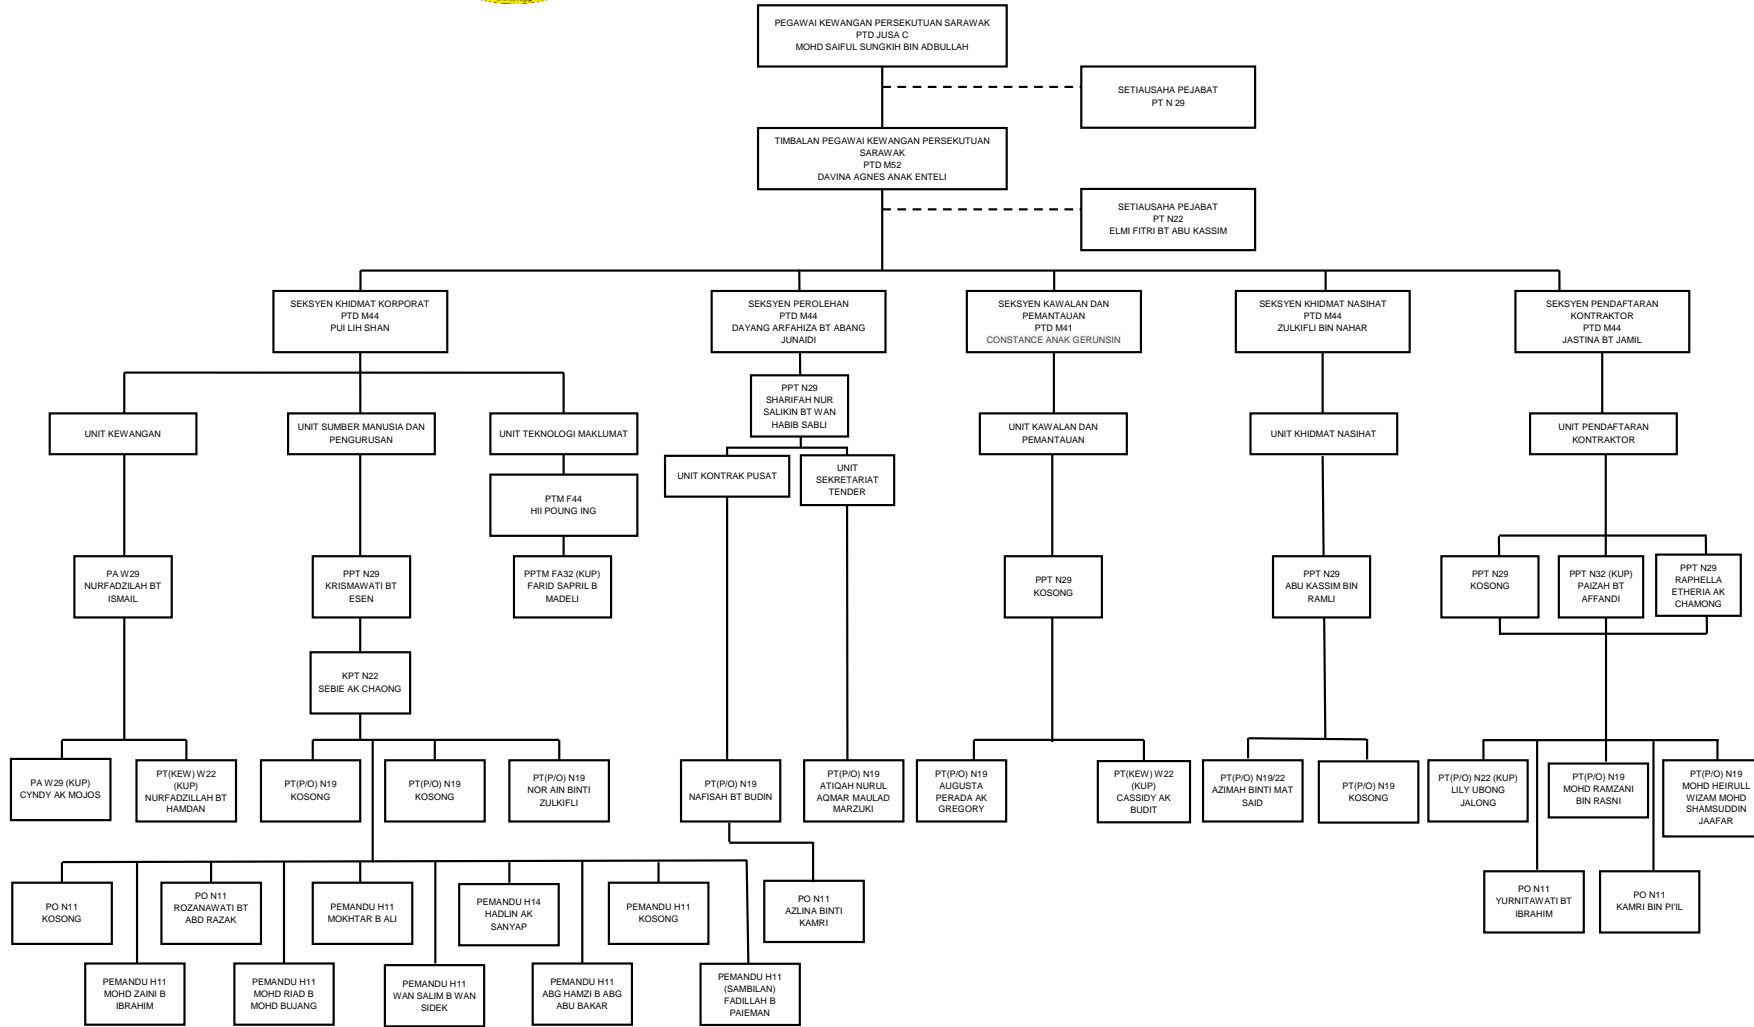 PEGAWAI KEWANGAN PERSEKUTUAN SARAWAK
PTD JUSA C
MOHD SAIFUL SUNGKIH BIN ADBULLAH
SETIAUSAHA PEJABAT
PT N 29
TIMBALAN PEGAWAI KEWANGAN PERSEKUTUAN
SARAWAK
PTD M52
DAVINA AGNES ANAK ENTELI
SETIAUSAHA PEJABAT
PT N22
ELMI FITRI BT ABU KASSIM
SEKSYEN KHIDMAT KORPORAT
PTD M44
PUI LIH SHAN
SEKSYEN PEROLEHAN
PTD M44
DAYANG ARFAHIZA BT ABANG
JUNAIDI
SEKSYEN KAWALAN DAN
PEMANTAUAN
PTD M41
CONSTANCE ANAK GERUNSIN
SEKSYEN KHIDMAT NASIHAT
PTD M44
ZULKIFLI BIN NAHAR
SEKSYEN PENDAFTARAN
KONTRAKTOR
PTD M44
JASTINA BT JAMIL
PPT N29
SHARIFAH NUR
SALIKIN BT WAN
HABIB SABLI
UNIT KEWANGAN
UNIT SUMBER MANUSIA DAN
PENGURUSAN
UNIT TEKNOLOGI MAKLUMAT
UNIT KAWALAN DAN
PEMANTAUAN
UNIT KHIDMAT NASIHAT
UNIT PENDAFTARAN
KONTRAKTOR
UNIT KONTRAK PUSAT
UNIT
SEKRETARIAT
TENDER
PTM F44
HII POUNG ING
PA W29
NURFADZILAH BT
ISMAIL
PPT N29
KRISMAWATI BT
ESEN
PPTM FA32 (KUP)
FARID SAPRIL B
MADELI
PPT N29
KOSONG
PPT N29
ABU KASSIM BIN
RAMLI
PPT N29
KOSONG
PPT N32 (KUP)
PAIZAH BT
AFFANDI
PPT N29
RAPHELLA
ETHERIA AK
CHAMONG
KPT N22
SEBIE AK CHAONG
PA W29 (KUP)
CYNDY AK MOJOS
PT(KEW) W22
(KUP)
NURFADZILLAH BT
HAMDAN
PT(P/O) N19
KOSONG
PT(P/O) N19
KOSONG
PT(P/O) N19
NOR AIN BINTI
ZULKIFLI
PT(P/O) N19
NAFISAH BT BUDIN
PT(P/O) N19
ATIQAH NURUL
AQMAR MAULAD
MARZUKI
PT(P/O) N19
AUGUSTA
PERADA AK
GREGORY
PT(KEW) W22
(KUP)
CASSIDY AK
BUDIT
PT(P/O) N19/22
AZIMAH BINTI MAT
SAID
PT(P/O) N19
KOSONG
PT(P/O) N22 (KUP)
LILY UBONG
JALONG
PT(P/O) N19
MOHD RAMZANI
BIN RASNI
PT(P/O) N19
MOHD HEIRULL
WIZAM MOHD
SHAMSUDDIN
JAAFAR
PO N11
KOSONG
PO N11
ROZANAWATI BT
ABD RAZAK
PEMANDU H11
MOKHTAR B ALI
PEMANDU H14
HADLIN AK
SANYAP
PEMANDU H11
KOSONG
PO N11
AZLINA BINTI
KAMRI
PO N11
YURNITAWATI BT
IBRAHIM
PO N11
KAMRI BIN PI'IL
PEMANDU H11
MOHD ZAINI B
IBRAHIM
PEMANDU H11
MOHD RIAD B
MOHD BUJANG
PEMANDU H11
WAN SALIM B WAN
SIDEK
PEMANDU H11
ABG HAMZI B ABG
ABU BAKAR
PEMANDU H11
(SAMBILAN)
FADILLAH B
PAIEMAN